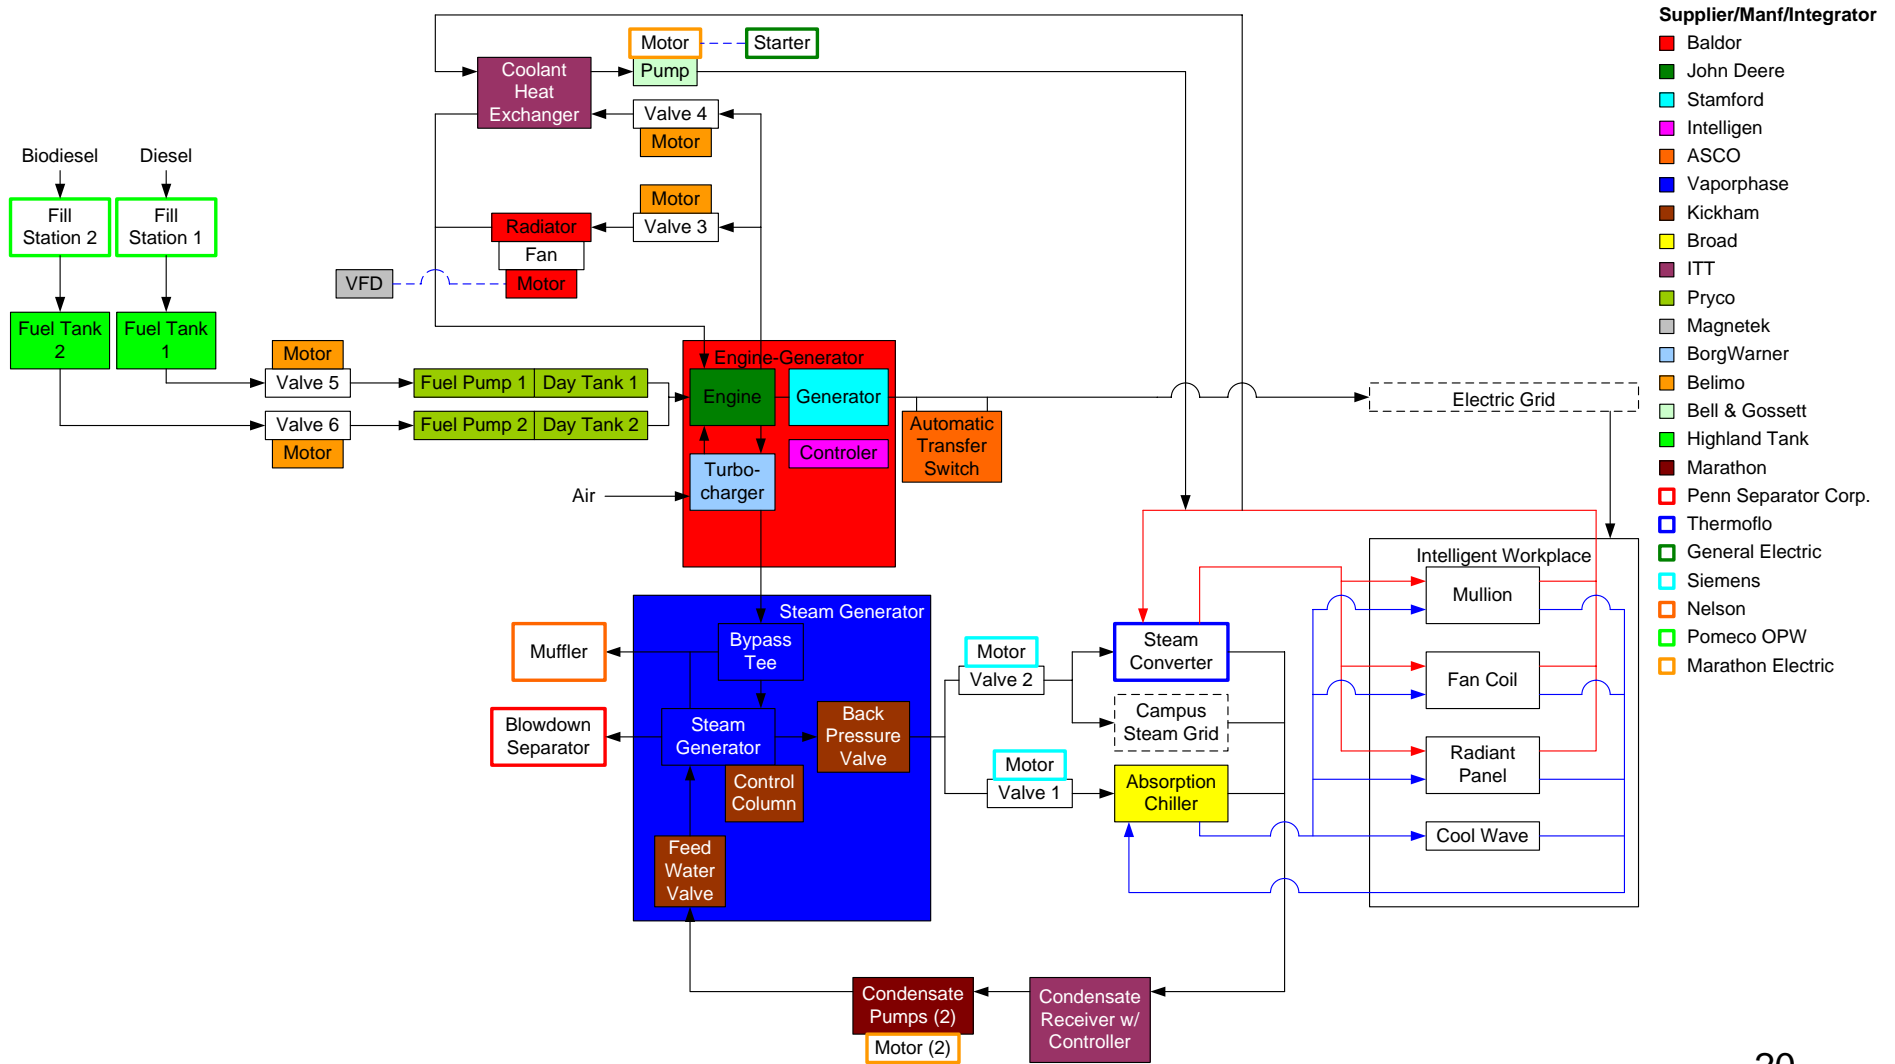 Supplier/Manf/Integrator
Baldor
John Deere
Stamford
Intelligen
ASCO
Vaporphase
Kickham
Broad
ITT
Pryco
Magnetek
BorgWarner
Belimo
Bell & Gossett
Highland Tank
Marathon
Penn Separator Corp.
Thermoflo
General Electric
Siemens
Nelson
Pomeco OPW
Marathon Electric
Motor
Starter
Coolant
Heat
Exchanger
Pump
Valve 4
Motor
Biodiesel
Diesel
Fill
Station 2
Fill
Station 1
Motor
Radiator
Valve 3
Fan
VFD
Motor
Fuel Tank
2
Fuel Tank
1
Motor
Valve 5
Fuel Pump 1
Day Tank 1
Valve 6
Motor
Fuel Pump 2
Day Tank 2
Engine-Generator
Engine
Generator
Controler
Turbo-
charger
Air
Automatic
Transfer
Switch
Electric Grid
Intelligent Workplace
Mullion
Fan Coil
Radiant
Panel
Cool Wave
Steam Generator
Bypass
Tee
Muffler
Blowdown
Separator
Steam
Generator
Control
Column
Back
Pressure
Valve
Feed
Water
Valve
Motor
Valve 2
Motor
Valve 1
Steam
Converter
Campus
Steam Grid
Absorption
Chiller
Condensate
Pumps (2)
Motor (2)
Condensate
Receiver w/
Controller
20